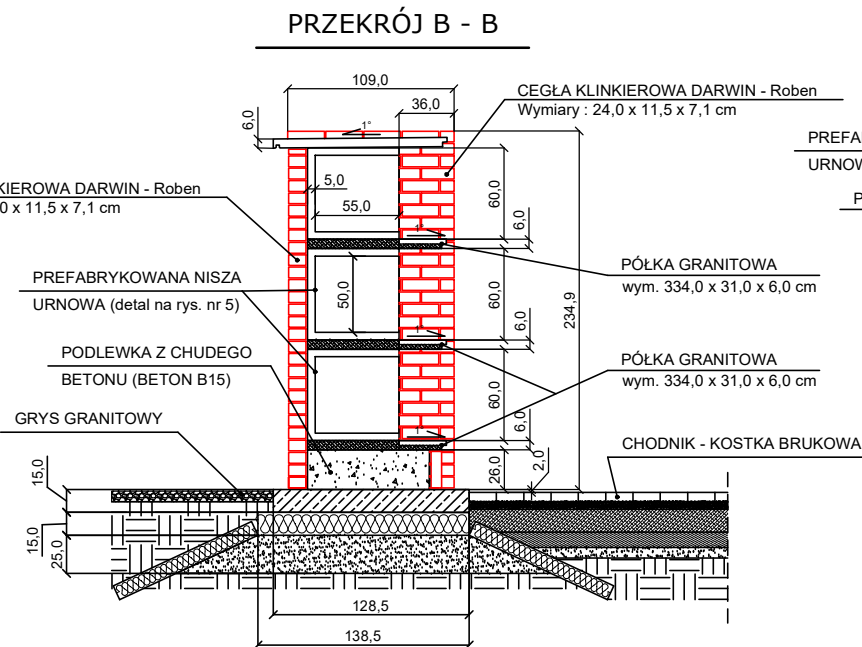 PRZEKRÓJ B - B
109,0
36,0
6,0
1°
CEGŁA KLINKIEROWA DARWIN - Roben
Wymiary : 24,0 x 11,5 x 7,1 cm
PREFA
URNOW
P
KIEROWA DARWIN - Roben
0 x 11,5 x 7,1 cm
5,0
55,0
60,0
6,0
1°
PREFABRYKOWANA NISZA
URNOWA (detal na rys. nr 5)
50,0
PÓŁKA GRANITOWA
wym. 334,0 x 31,0 x 6,0 cm
60,0
6,0
234,9
1°
PODLEWKA Z CHUDEGO
BETONU (BETON B15)
PÓŁKA GRANITOWA
wym. 334,0 x 31,0 x 6,0 cm
60,0
6,0
1°
GRYS GRANITOWY
CHODNIK - KOSTKA BRUKOWA
26,0
2,0
15,0
15,0
25,0
128,5
138,5